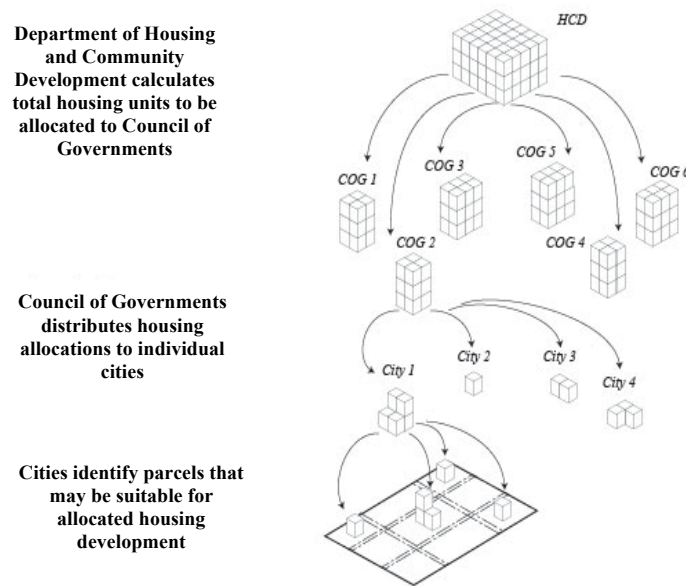 Department of Housing
and Community
Development calculates
total housing units to be
allocated to Council of
Governments
HCD
COG 1
COG 3
COG 5
COG 6
COG 2
COG 4
Council of Governments
distributes housing
allocations to individual
cities
City 1
City 2
City 3
City 4
Cities identify parcels that
may be suitable for
allocated housing
development